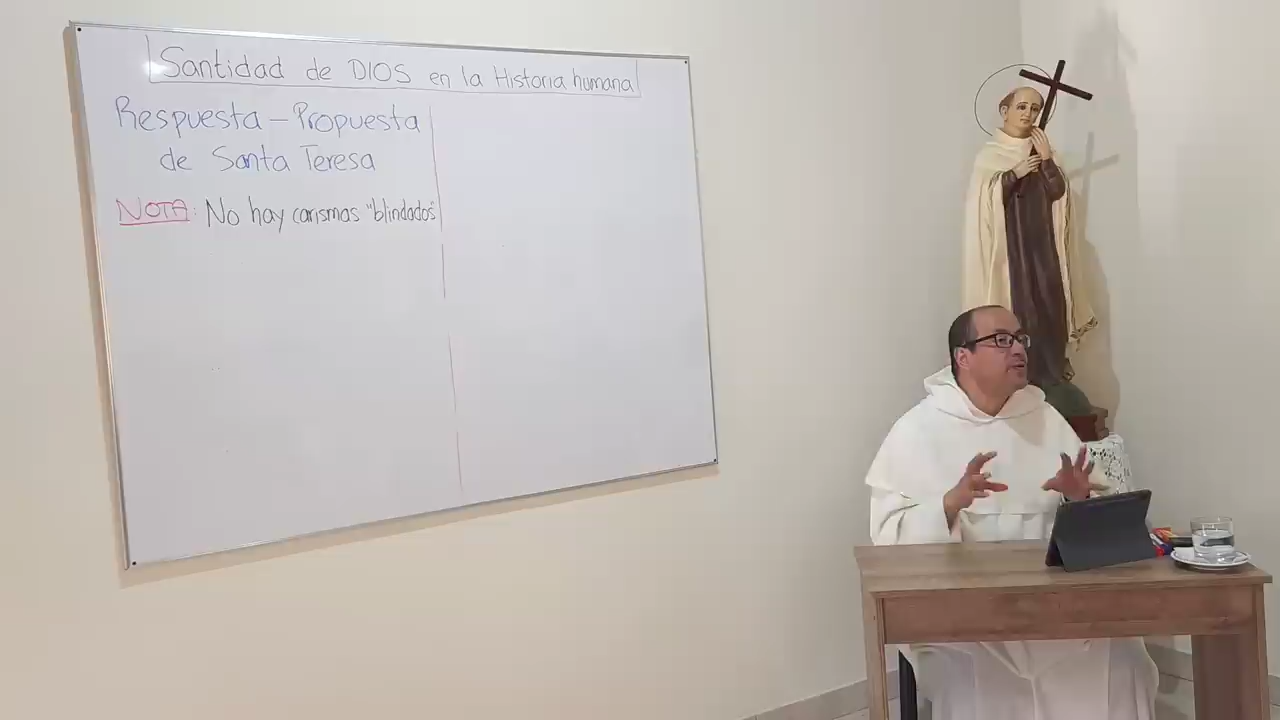 Santidad de DIOS en la Historia humana
Respuesta – Propuesta
de Santa Teresa
NOTA: No hay carismas "blindados"